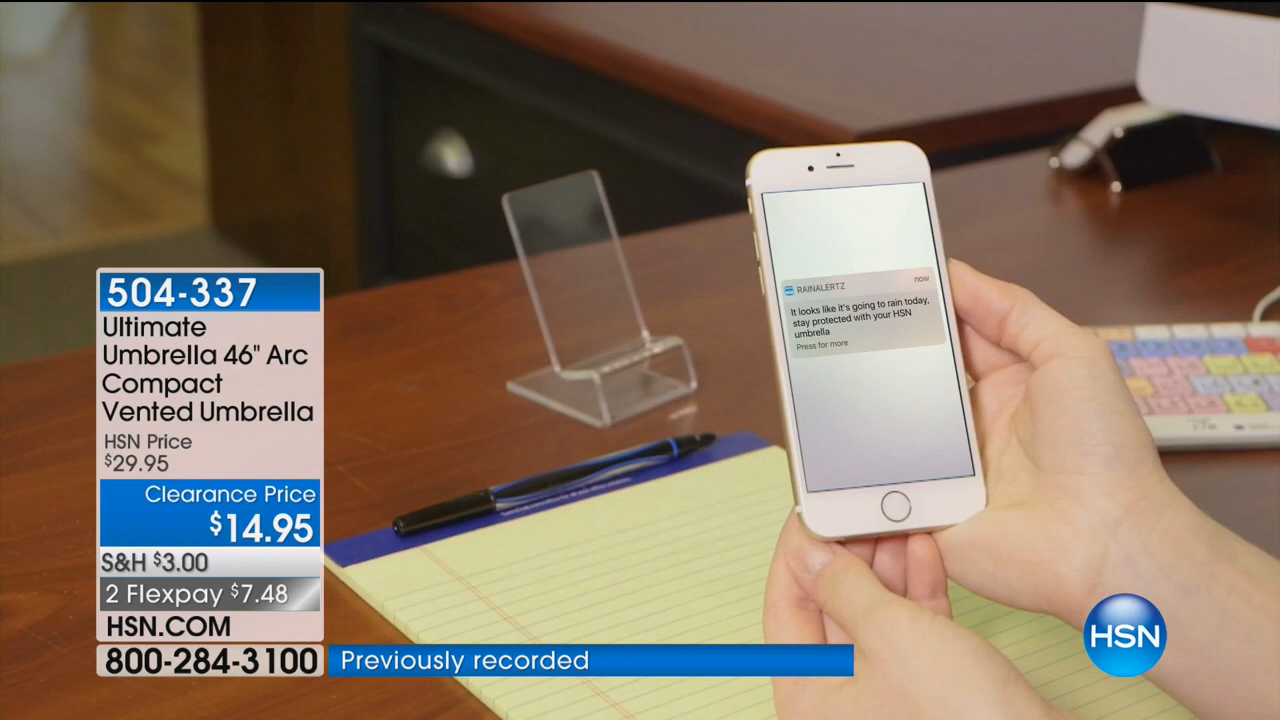 504-337
Ultimate
Umbrella 46" Arc
Compact
Vented Umbrella
HSN Price
$29.95
Clearance Price
$14.95
S&H $3.00
2 Flexpay $7.48
HSN.COM
800-284-3100
Previously recorded
RAINALERTZ
now
It looks like it's going to rain today,
stay protected with your HSN
umbrella
Press for more
HSN